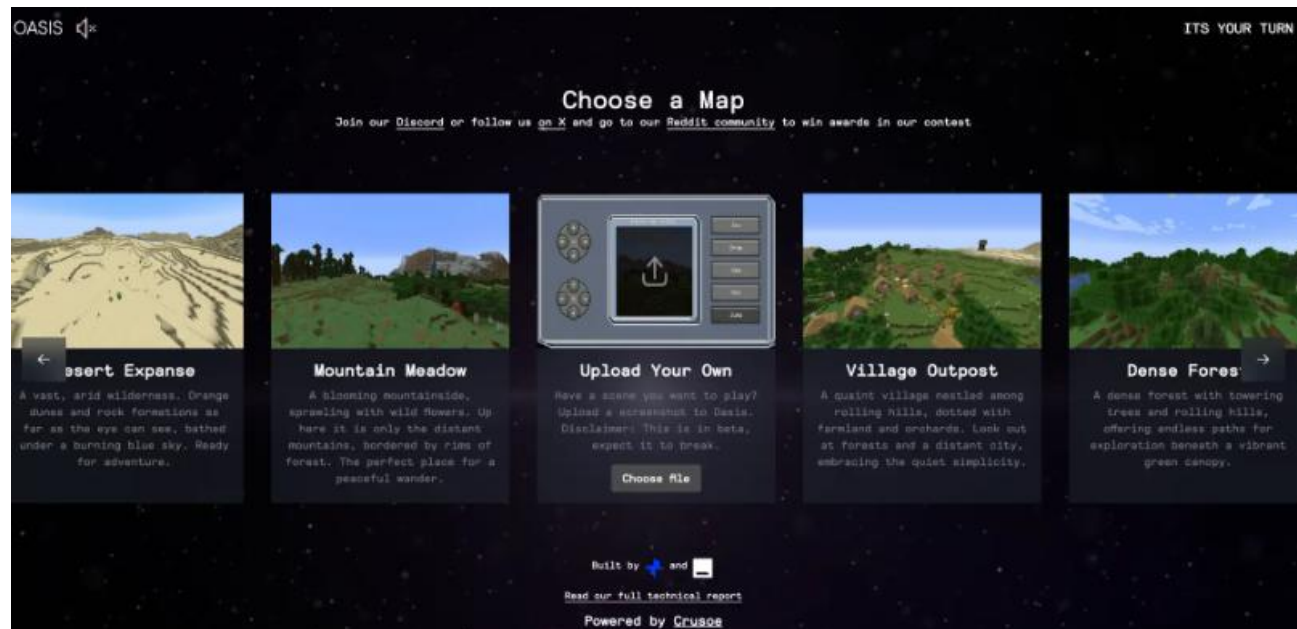 OASIS
ITS YOUR TURN
Choose a Map
Join our Discord or follow us on X and go to our Reddit community to win awards in our contest
esert Expanse
A vast, arid wilderness. Orange
dunes and rock formations as
far as the eye can see, bathed
under a burning blue sky. Ready
for adventure.
Mountain Meadow
A blooming mountainside,
sprawling with wild flowers. Up
here it is only the distant
mountains, bordered by rims of
forest. The perfect place for a
peaceful wander.
Upload Your Own
Have a scene you want to play?
Upload a screenshot to Oasis.
Disclaimer: This is in beta,
expect it to break.
Choose file
Village Outpost
A quaint village nestled among
rolling hills, dotted with
farmland and orchards. Look out
at forests and a distant city,
embracing the quiet simplicity.
Dense Fores
A dense forest with towering
trees and rolling hills,
offering endless paths for
exploration beneath a vibrant
green canopy.
Built by and
Read our full technical report
Powered by Crusoe